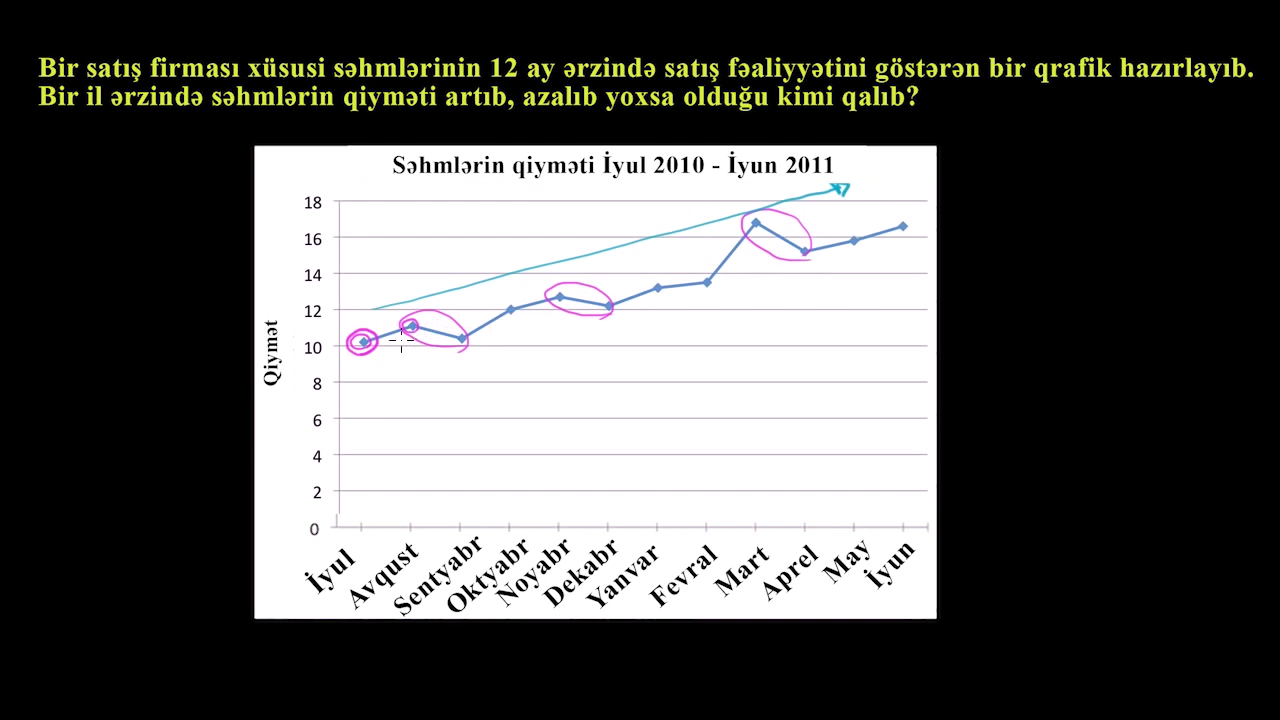 Bir satış firması xüsusi səhmlərinin 12 ay ərzində satış fəaliyyətini göstərən bir qrafik hazırlayıb.
Bir il ərzində səhmlərin qiyməti artıb, azalıb yoxsa olduğu kimi qalıb?
Səhmlərin qiyməti İyul 2010 - İyun 2011
18
16
14
12
10
8
6
4
2
0
Qiymət
İyul
Avqust
Sentyabr
Oktyabr
Noyabr
Dekabr
Yanvar
Fevral
Mart
Aprel
May
İyun